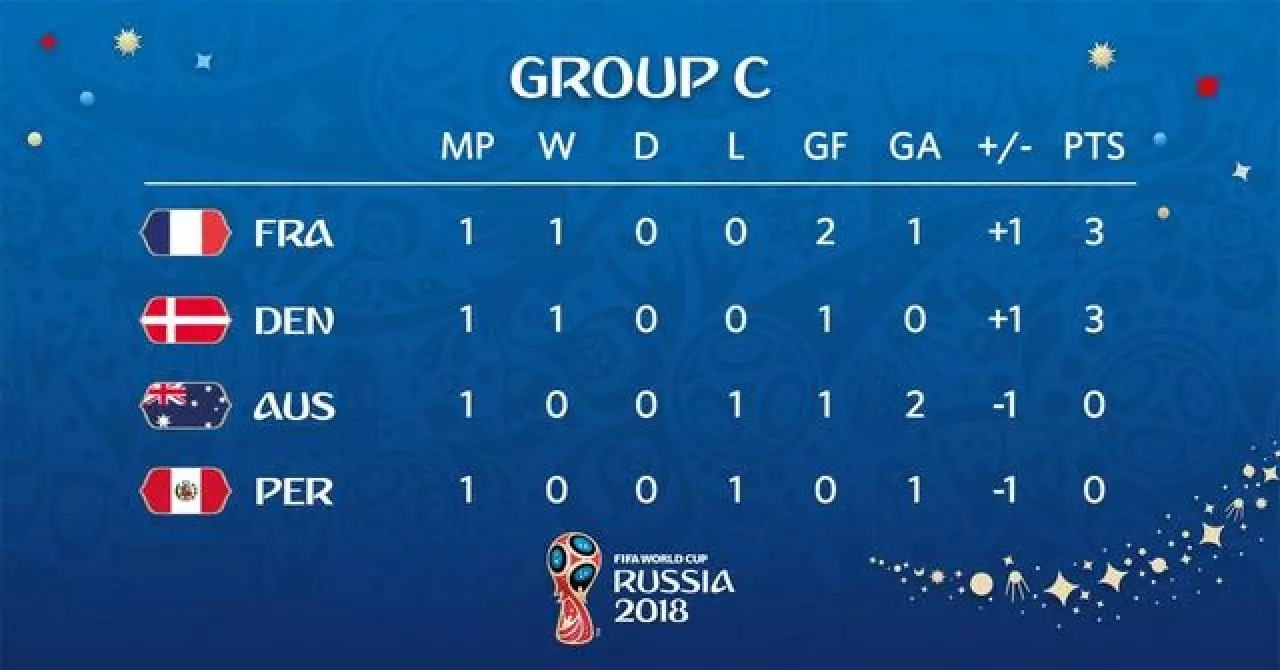 GROUP C
MP W D L GF GA +/- PTS
FRA 1 1 0 0 2 1 +1 3
DEN 1 1 0 0 1 0 +1 3
AUS 1 0 0 1 1 2 -1 0
PER 1 0 0 1 0 1 -1 0
FIFA WORLD CUP
RUSSIA
2018